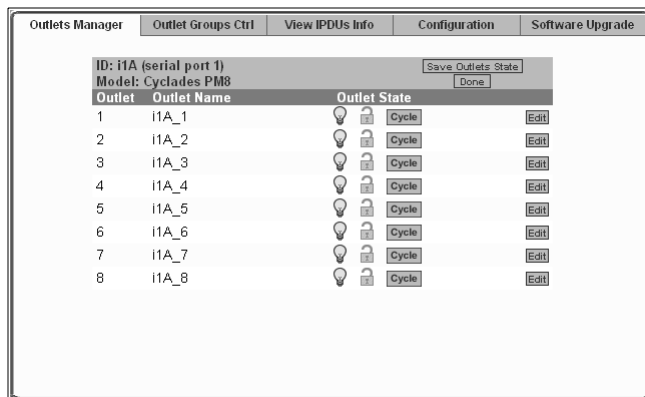 Outlets Manager Outlet Groups Ctrl View IPDUs Info Configuration Software Upgrade
ID: i1A (serial port 1) Save Outlets State
Model: Cyclades PM8 Done
Outlet Outlet Name Outlet State
1 i1A_1 Cycle Edit
2 i1A_2 Cycle Edit
3 i1A_3 Cycle Edit
4 i1A_4 Cycle Edit
5 i1A_5 Cycle Edit
6 i1A_6 Cycle Edit
7 i1A_7 Cycle Edit
8 i1A_8 Cycle Edit